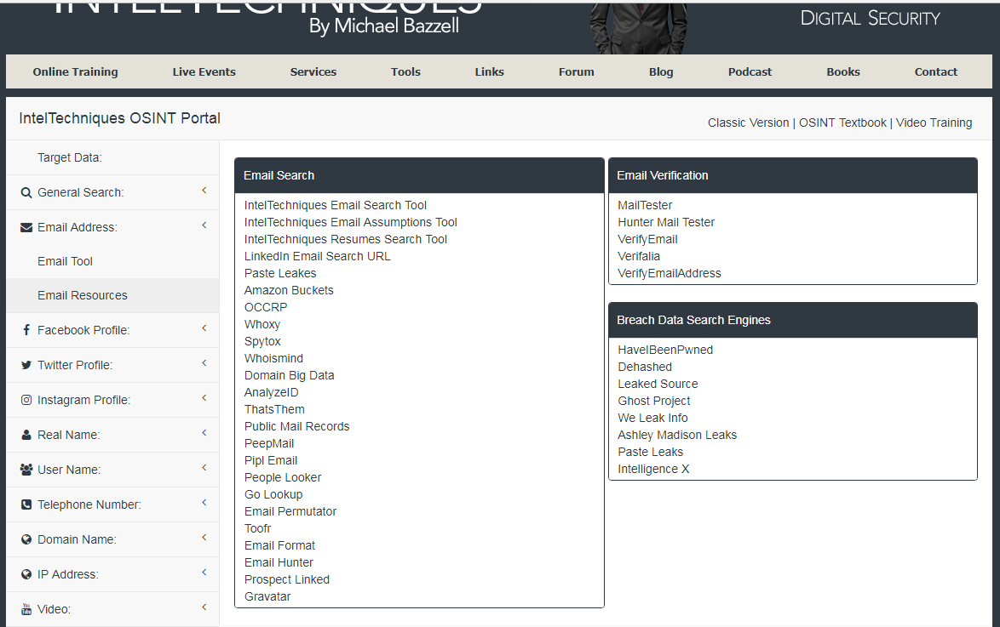 INTELTECHNIQUES
By Michael Bazzell
DIGITAL SECURITY
Online Training Live Events Services Tools Links Forum Blog Podcast Books Contact
IntelTechniques OSINT Portal
Classic Version | OSINT Textbook | Video Training
Target Data:
General Search:
Email Address:
Email Tool
Email Resources
Facebook Profile:
Twitter Profile:
Instagram Profile:
Real Name:
User Name:
Telephone Number:
Domain Name:
IP Address:
You Tube Video:
Email Search
IntelTechniques Email Search Tool
IntelTechniques Email Assumptions Tool
IntelTechniques Resumes Search Tool
LinkedIn Email Search URL
Paste Leakes
Amazon Buckets
OCCRP
Whoxy
Spytox
Whoismind
Domain Big Data
AnalyzeID
ThatsThem
Public Mail Records
PeepMail
Pipl Email
People Looker
Go Lookup
Email Permutator
Toofr
Email Format
Email Hunter
Prospect Linked
Gravatar
Email Verification
MailTester
Hunter Mail Tester
VerifyEmail
Verifalia
VerifyEmailAddress
Breach Data Search Engines
HaveIBeenPwned
Dehashed
Leaked Source
Ghost Project
We Leak Info
Ashley Madison Leaks
Paste Leaks
Intelligence X